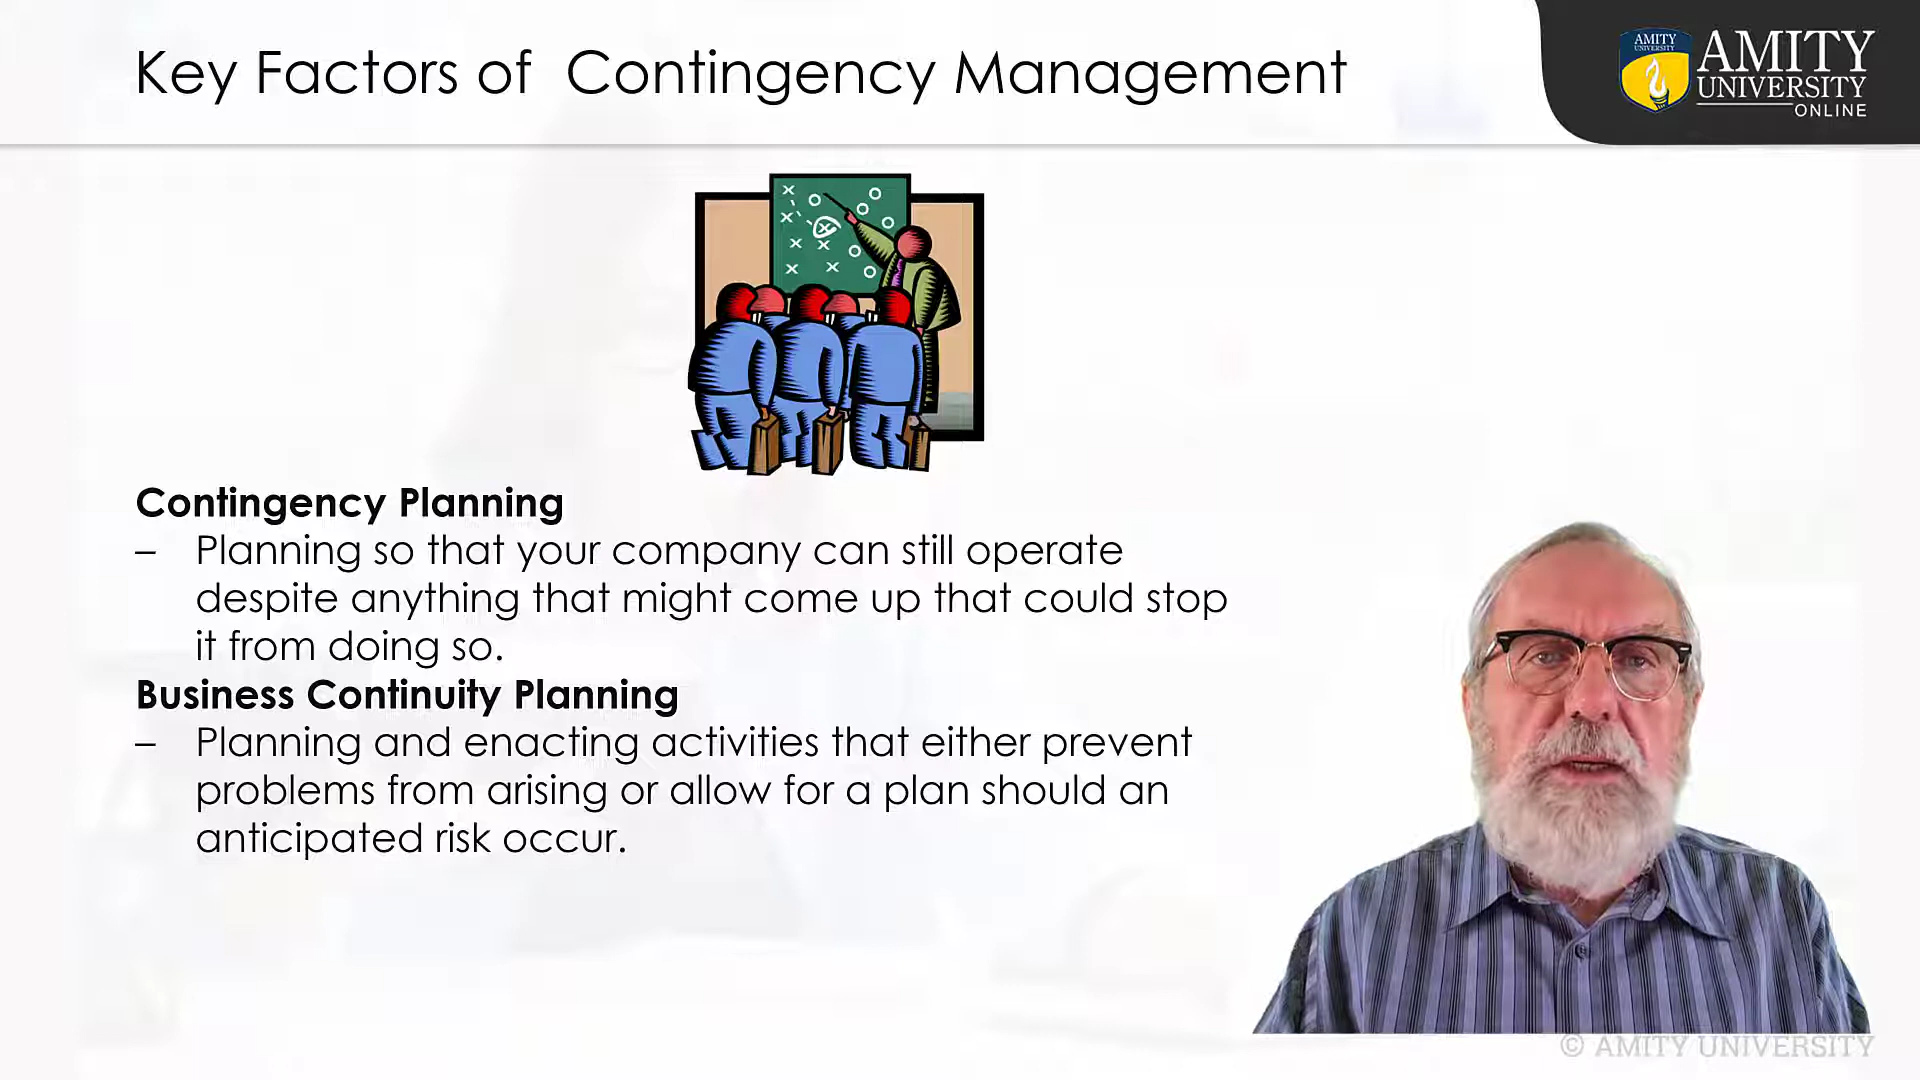 Key Factors of Contingency Management
AMITY
UNIVERSITY
AMITY
UNIVERSITY
ONLINE
Contingency Planning
– Planning so that your company can still operate
despite anything that might come up that could stop
it from doing so.
Business Continuity Planning
– Planning and enacting activities that either prevent
problems from arising or allow for a plan should an
anticipated risk occur.
© AMITY UNIVERSITY